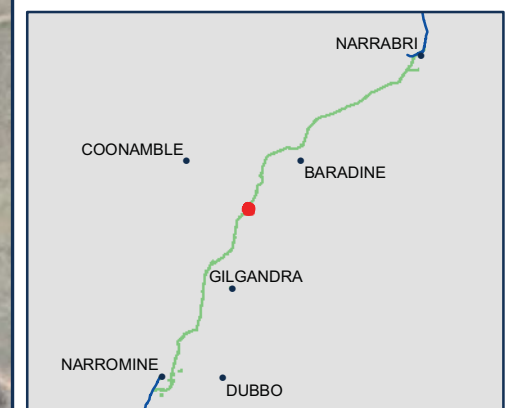 NARRABRI
COONAMBLE
BARADINE
GILGANDRA
NARROMINE
DUBBO